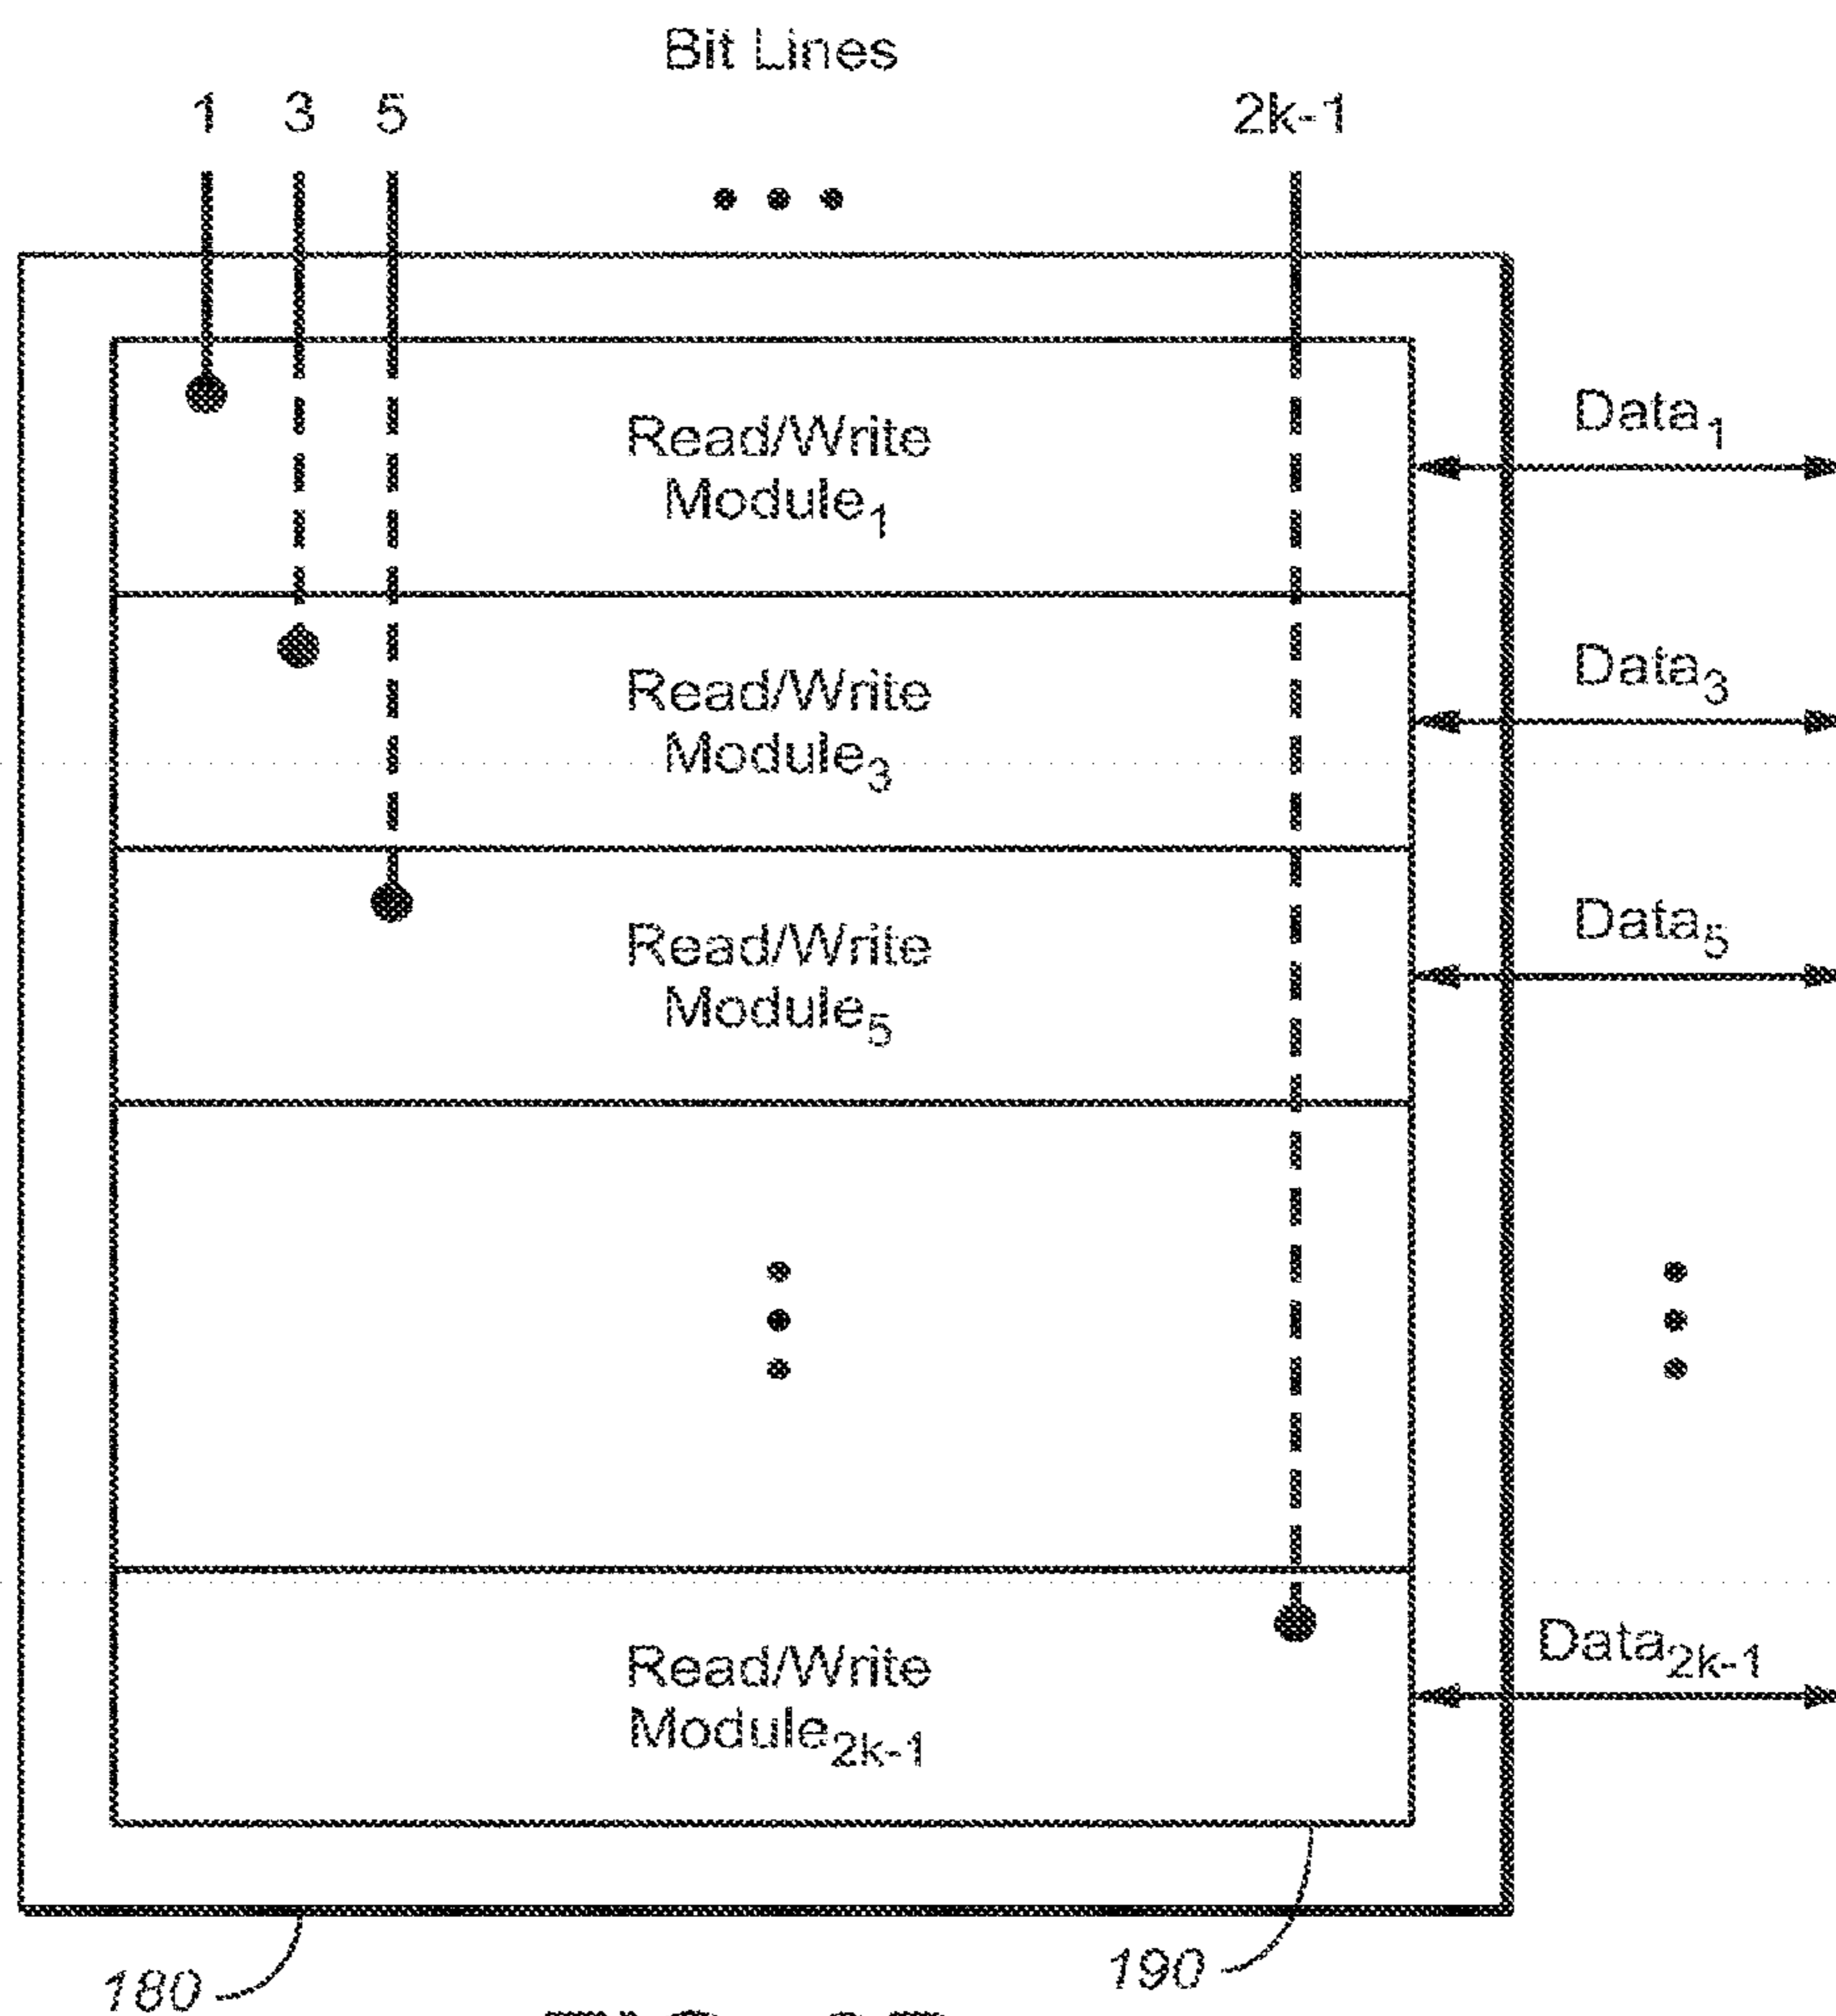 Bit Lines
1 3 5 2k-1
Read/Write
Module₁
Data₁
Read/Write
Module₃
Data₃
Read/Write
Module₅
Data₅
Read/Write
Module₂ₖ₋₁
Data₂ₖ₋₁
180
190